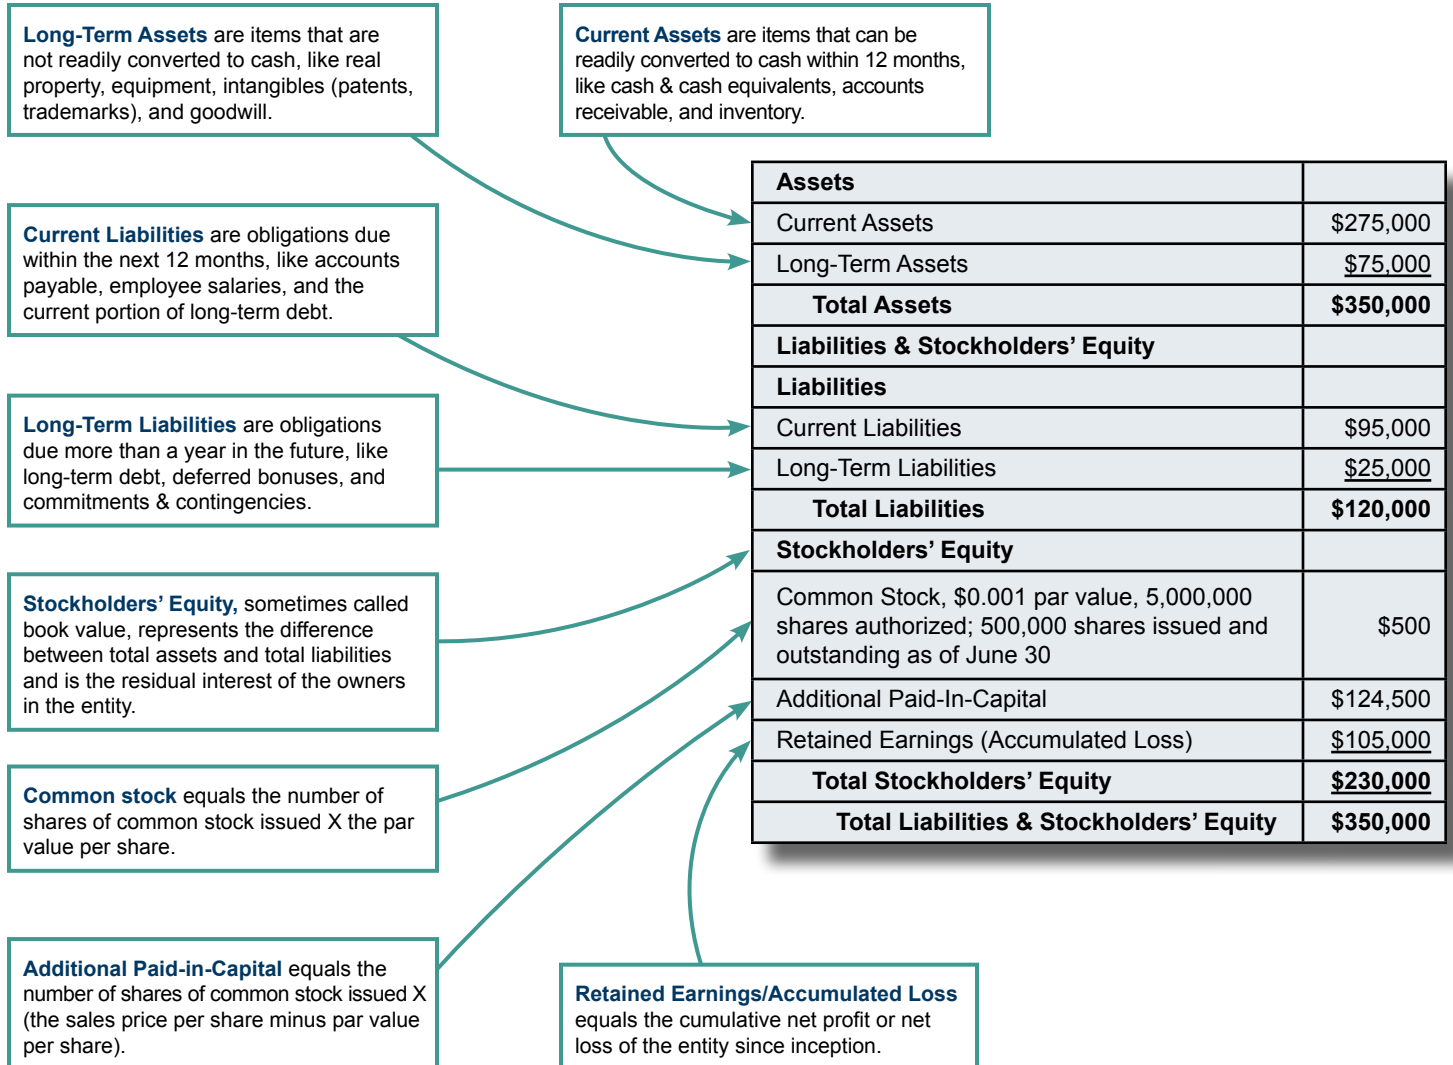 Long-Term Assets are items that are
not readily converted to cash, like real
property, equipment, intangibles (patents,
trademarks), and goodwill.
Current Assets are items that can be
readily converted to cash within 12 months,
like cash & cash equivalents, accounts
receivable, and inventory.
Current Liabilities are obligations due
within the next 12 months, like accounts
payable, employee salaries, and the
current portion of long-term debt.
Long-Term Liabilities are obligations
due more than a year in the future, like
long-term debt, deferred bonuses, and
commitments & contingencies.
Stockholders’ Equity, sometimes called
book value, represents the difference
between total assets and total liabilities
and is the residual interest of the owners
in the entity.
Common stock equals the number of
shares of common stock issued X the par
value per share.
Additional Paid-in-Capital equals the
number of shares of common stock issued X
(the sales price per share minus par value
per share).
Retained Earnings/Accumulated Loss
equals the cumulative net profit or net
loss of the entity since inception.
Assets
Current Assets $275,000
Long-Term Assets $75,000
Total Assets $350,000
Liabilities & Stockholders’ Equity
Liabilities
Current Liabilities $95,000
Long-Term Liabilities $25,000
Total Liabilities $120,000
Stockholders’ Equity
Common Stock, $0.001 par value, 5,000,000
shares authorized; 500,000 shares issued and $500
outstanding as of June 30
Additional Paid-In-Capital $124,500
Retained Earnings (Accumulated Loss) $105,000
Total Stockholders’ Equity $230,000
Total Liabilities & Stockholders’ Equity $350,000